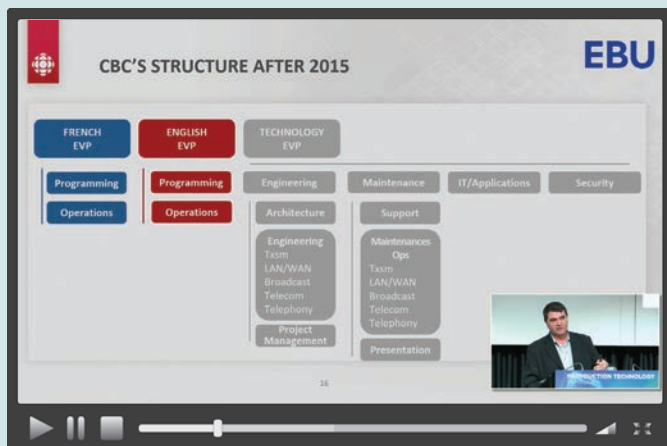 CBC'S STRUCTURE AFTER 2015
EBU
FRENCH
EVP
ENGLISH
EVP
TECHNOLOGY
EVP
Programming
Programming
Engineering
Maintenance
IT/Applications
Security
Operations
Operations
Architecture
Support
Engineering
Txsm
LAN/WAN
Broadcast
Telecom
Telephony
Maintenances
Ops
Txsm
LAN/WAN
Broadcast
Telecom
Telephony
Project
Management
Presentation
TECHNOLOGY
16